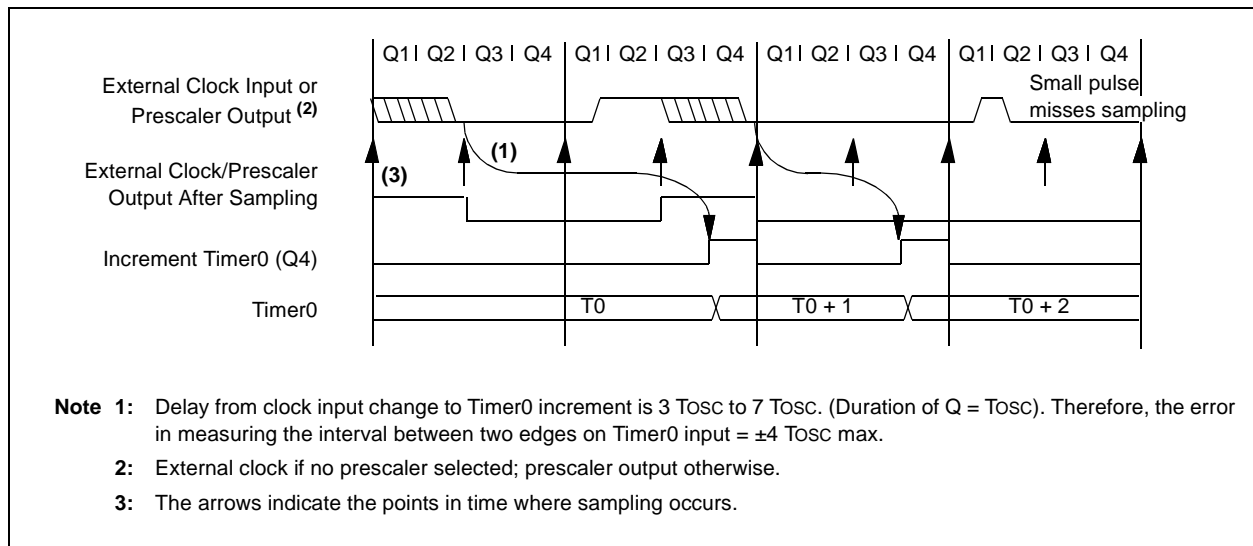 Q1 Q2 Q3 Q4 Q1 Q2 Q3 Q4 Q1 Q2 Q3 Q4 Q1 Q2 Q3 Q4
External Clock Input or
Prescaler Output (2)
Small pulse
misses sampling
(1)
External Clock/Prescaler
Output After Sampling
(3)
Increment Timer0 (Q4)
Timer0
T0 T0 + 1 T0 + 2
Note 1: Delay from clock input change to Timer0 increment is 3 TOSC to 7 TOSC. (Duration of Q = TOSC). Therefore, the error
in measuring the interval between two edges on Timer0 input = ±4 TOSC max.
2: External clock if no prescaler selected; prescaler output otherwise.
3: The arrows indicate the points in time where sampling occurs.